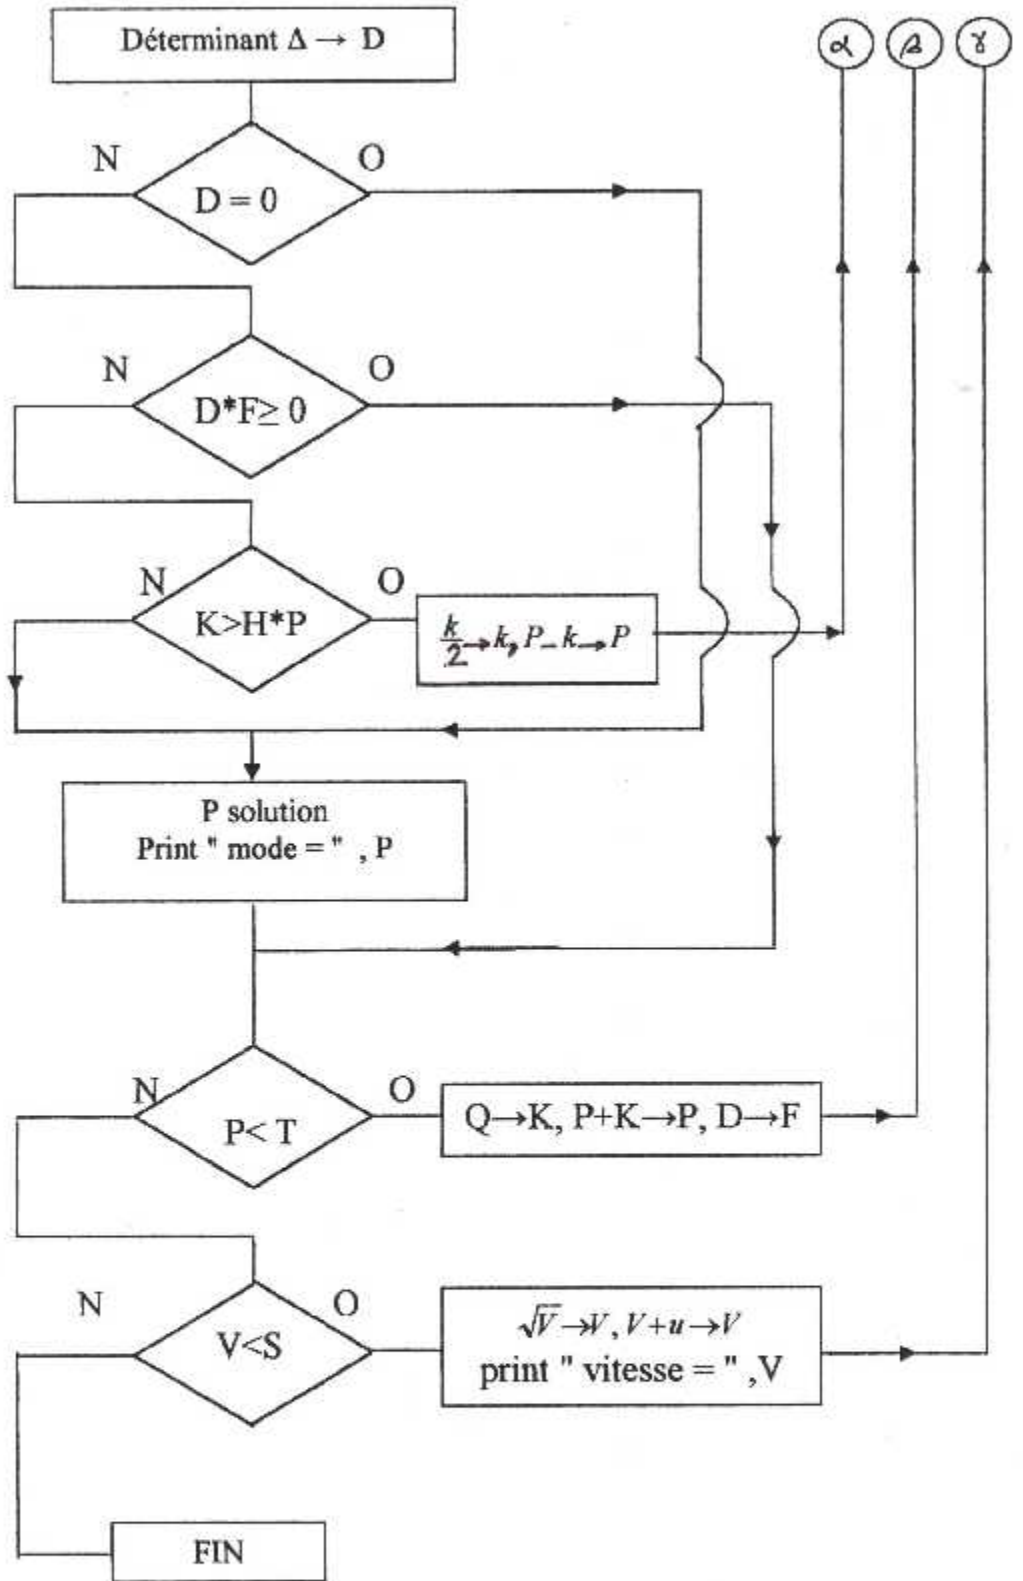 Déterminant Δ → D
α β γ
N O
D = 0
N O
D*F≥ 0
N O
K>H*P
k/2→k, P-k→P
P solution
Print " mode = " , P
N O
P< T
Q→K, P+K→P, D→F
N O
V<S
√V→V, V+u→V
print " vitesse = " ,V
FIN